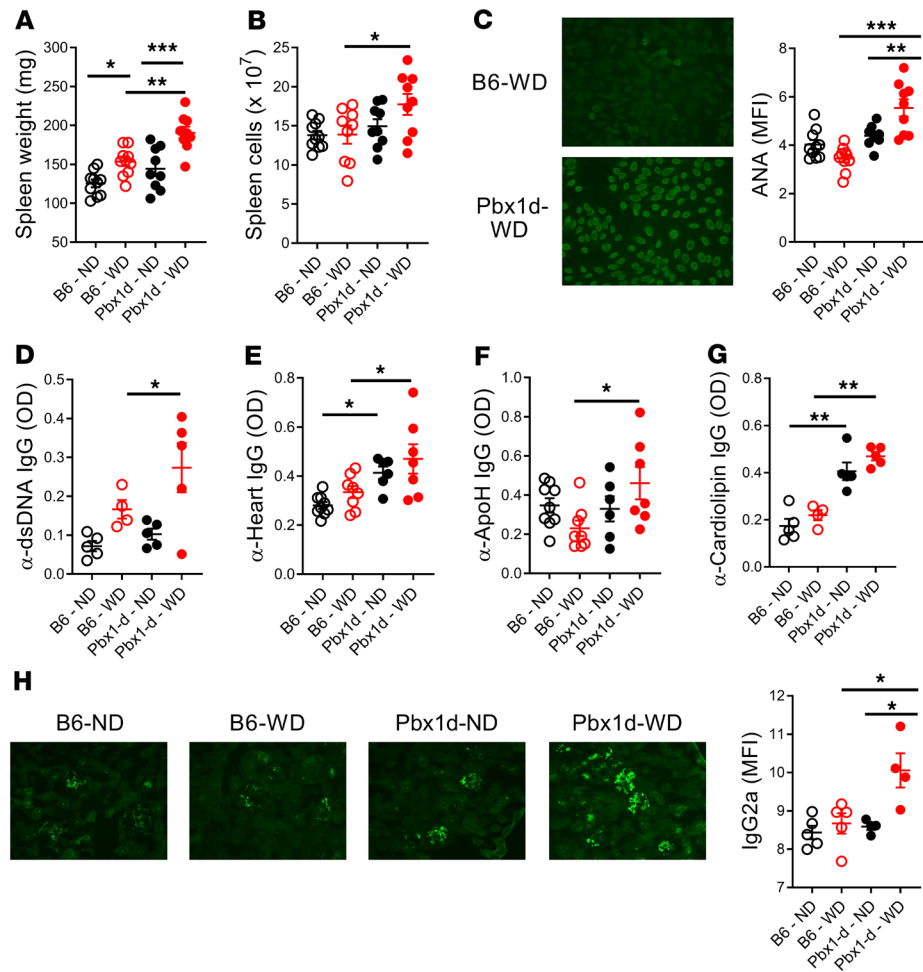 A
Spleen weight (mg)
300
250
200
150
100
50
*
***
**
B6 - ND
B6 - WD
Pbx1d - ND
Pbx1d - WD
B
Spleen cells (x 10⁷)
25
20
15
10
5
0
*
B6 - ND
B6 - WD
Pbx1d - ND
Pbx1d - WD
C
B6-WD
Pbx1d-
WD
ANA (MFI)
8
6
4
2
0
***
**
B6 - ND
B6 - WD
Pbx1d - ND
Pbx1d - WD
D
α-dsDNA IgG (OD)
0.5
0.4
0.3
0.2
0.1
0.0
*
B6 - ND
B6 - WD
Pbx1-d - ND
Pbx1-d - WD
E
α-Heart IgG (OD)
0.8
0.6
0.4
0.2
0.0
*
*
B6 - ND
B6 - WD
Pbx1d - ND
Pbx1d - WD
F
α-ApoH IgG (OD)
1.0
0.8
0.6
0.4
0.2
0.0
*
B6 - ND
B6 - WD
Pbx1d - ND
Pbx1d - WD
G
α-Cardiolipin IgG (OD)
0.8
0.6
0.4
0.2
0.0
**
**
B6 - ND
B6 - WD
Pbx1d - ND
Pbx1d - WD
H
B6-ND
B6-WD
Pbx1d-ND
Pbx1d-WD
IgG2a (MFI)
12
11
10
9
8
7
*
*
B6 - ND
B6 - WD
Pbx1-d - ND
Pbx1-d - WD